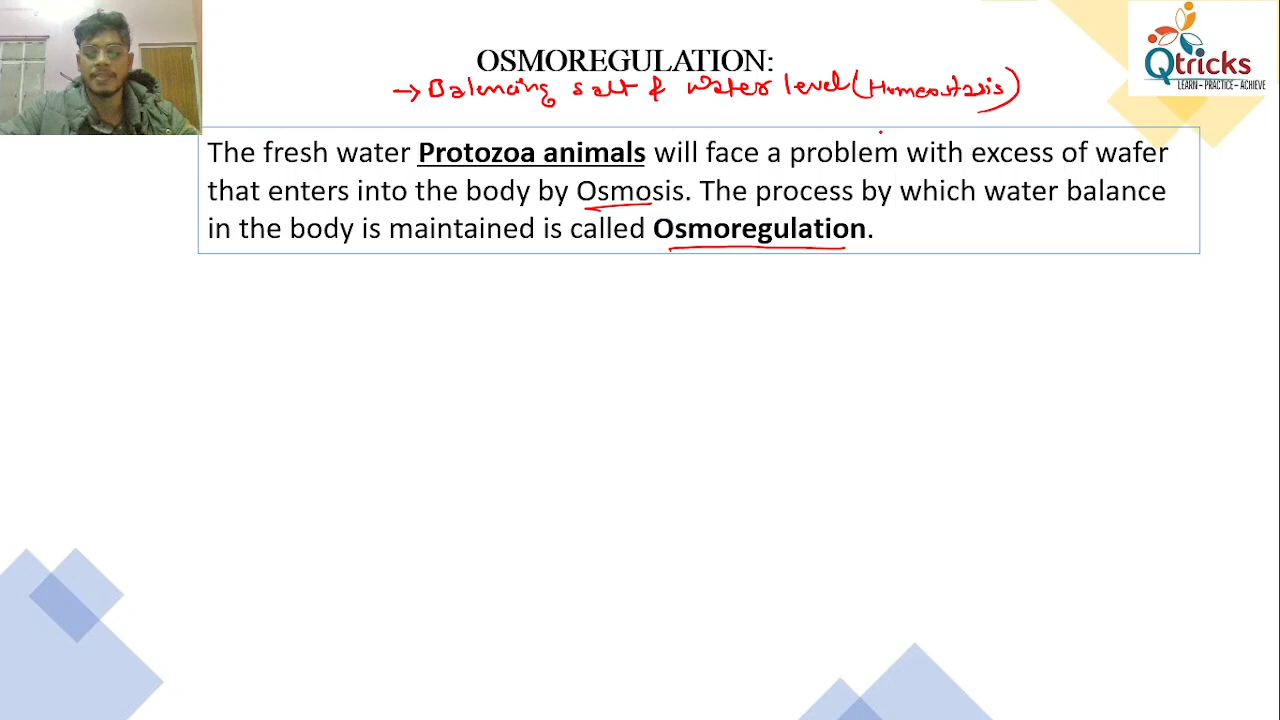 OSMOREGULATION:
→ Balencing salt & water level (Homeostasis)
The fresh water Protozoa animals will face a problem with excess of wafer
that enters into the body by Osmosis. The process by which water balance
in the body is maintained is called Osmoregulation.
Qtricks
LEARN – PRACTICE – ACHIEVE